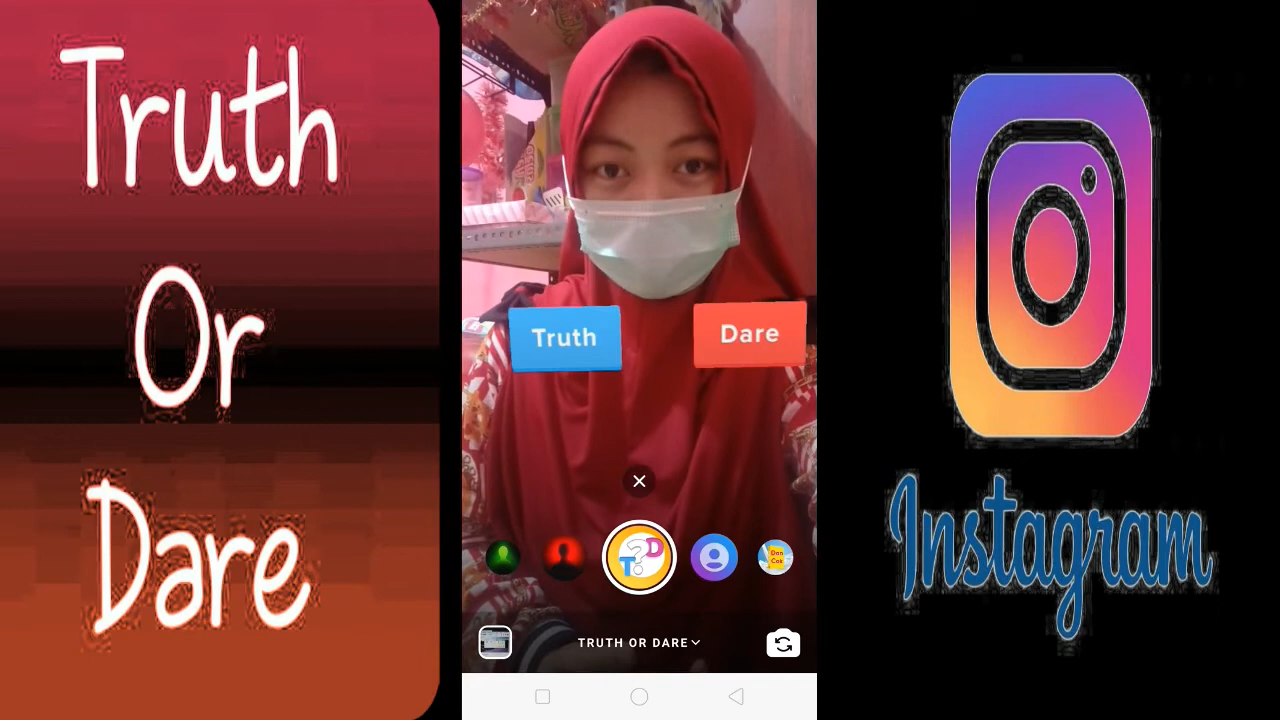 Truth
Or
Dare
Truth
Dare
TRUTH OR DARE
Instagram